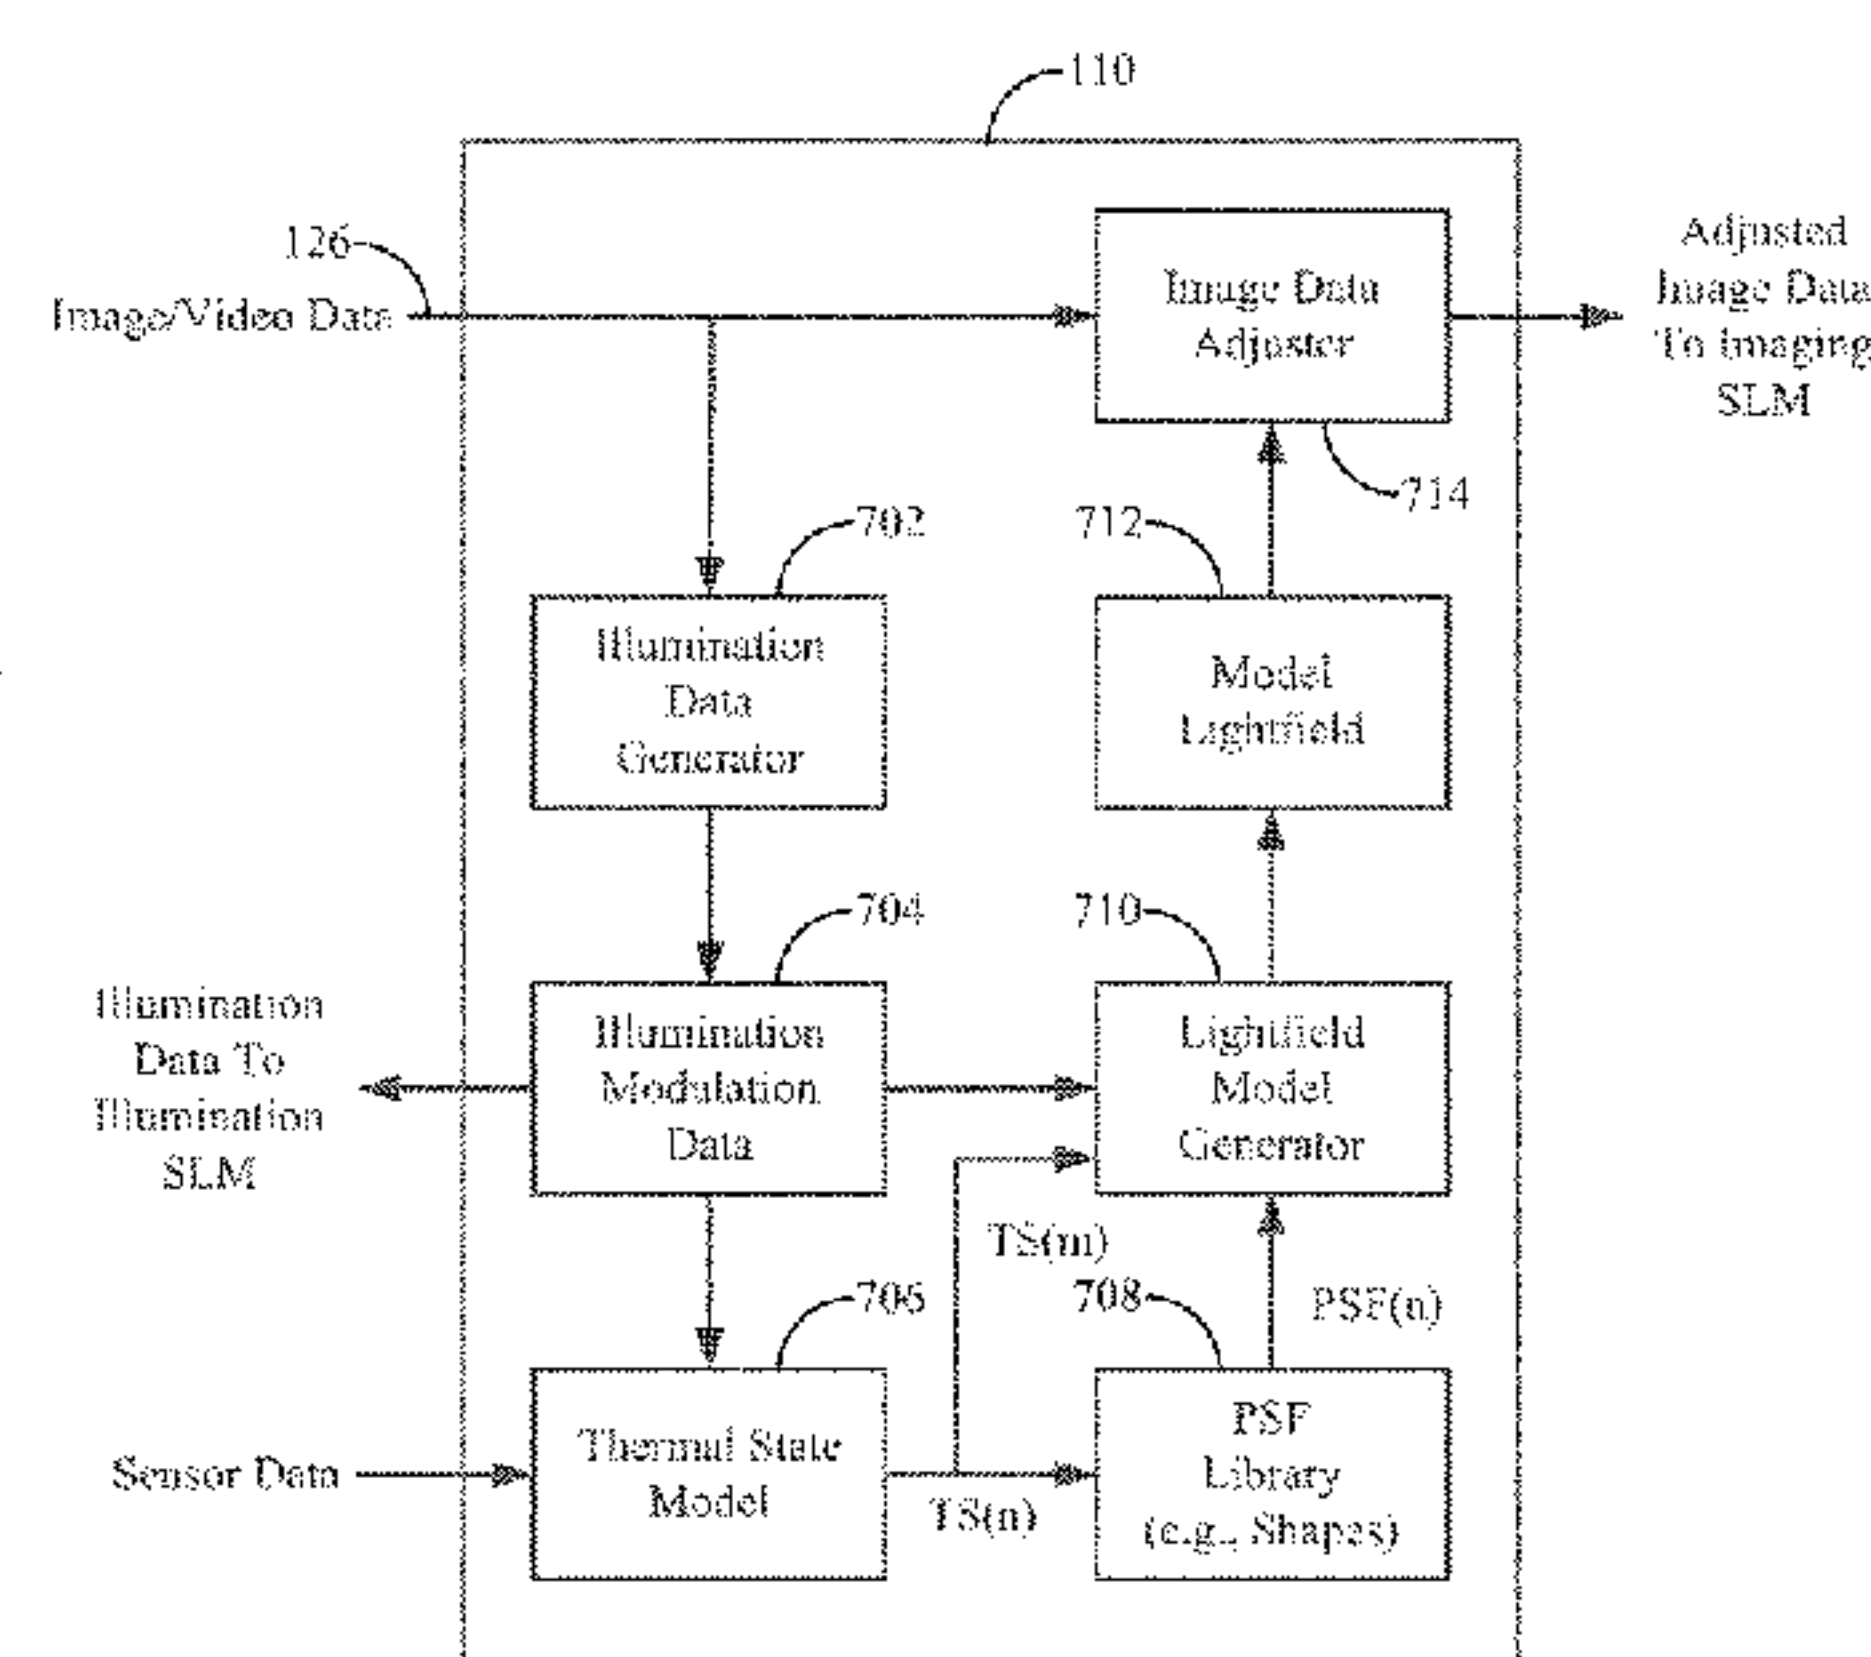 110
126
Image/Video Data
Image Data
Adjuster
Adjusted
Image Data
To Imaging
SLM
714
702
712
Illumination
Data
Generator
Model
Lightfield
704
710
Illumination
Data To
Illumination
SLM
Illumination
Modulation
Data
Lightfield
Model
Generator
TS(m)
706
708
PSF(n)
Sensor Data
Thermal State
Model
TS(n)
PSF
Library
(e.g., Shapes)